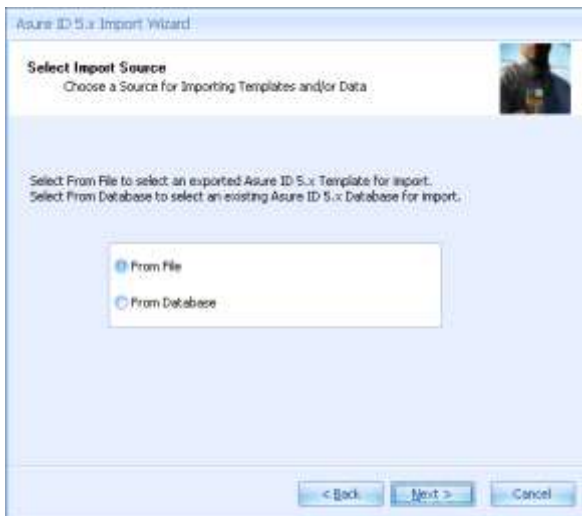 Asure ID 5.x Import Wizard
Select Import Source
Choose a Source for Importing Templates and/or Data
Select From File to select an exported Asure ID 5.x Template for import.
Select From Database to select an existing Asure ID 5.x Database for import.
From File
From Database
< Back Next > Cancel